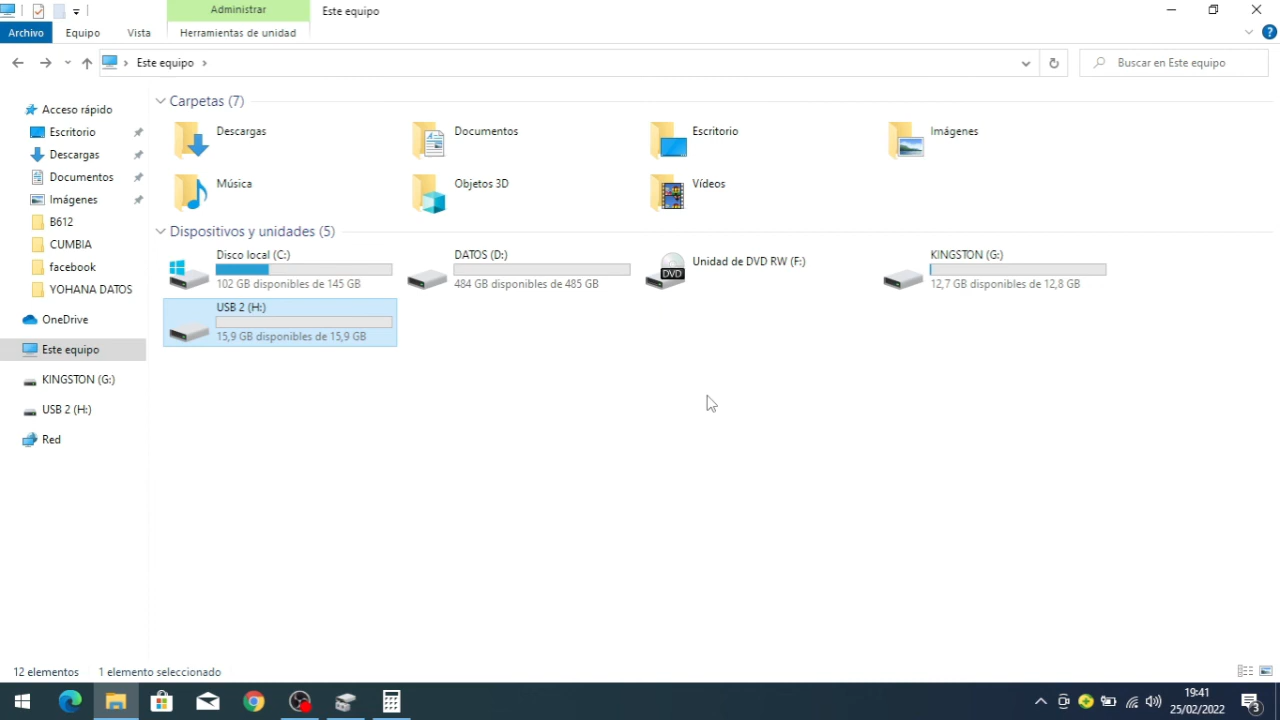 Administrar
Este equipo
Archivo
Equipo
Vista
Herramientas de unidad
Este equipo
Buscar en Este equipo
Acceso rápido
Escritorio
Descargas
Documentos
Imágenes
B612
CUMBIA
facebook
YOHANA DATOS
OneDrive
Este equipo
KINGSTON (G:)
USB 2 (H:)
Red
Carpetas (7)
Descargas
Documentos
Escritorio
Imágenes
Música
Objetos 3D
Vídeos
Dispositivos y unidades (5)
Disco local (C:)
102 GB disponibles de 145 GB
DATOS (D:)
484 GB disponibles de 485 GB
DVD
Unidad de DVD RW (F:)
KINGSTON (G:)
12,7 GB disponibles de 12,8 GB
USB 2 (H:)
15,9 GB disponibles de 15,9 GB
12 elementos
1 elemento seleccionado
19:41
25/02/2022
3